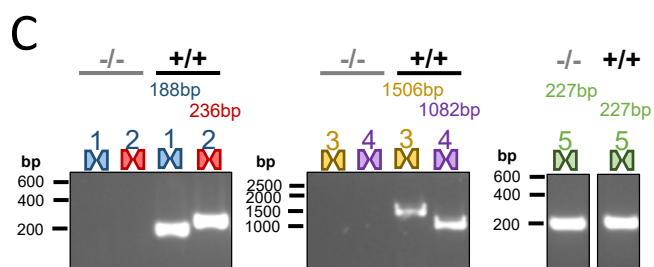 C
-/- +/+ -/- +/+ -/- +/+
188bp 1506bp 227bp
236bp 1082bp 227bp
1 2 1 2 3 4 3 4 5 5
bp bp bp
600 2500 600
400 2000 400
1500
200 1000 200